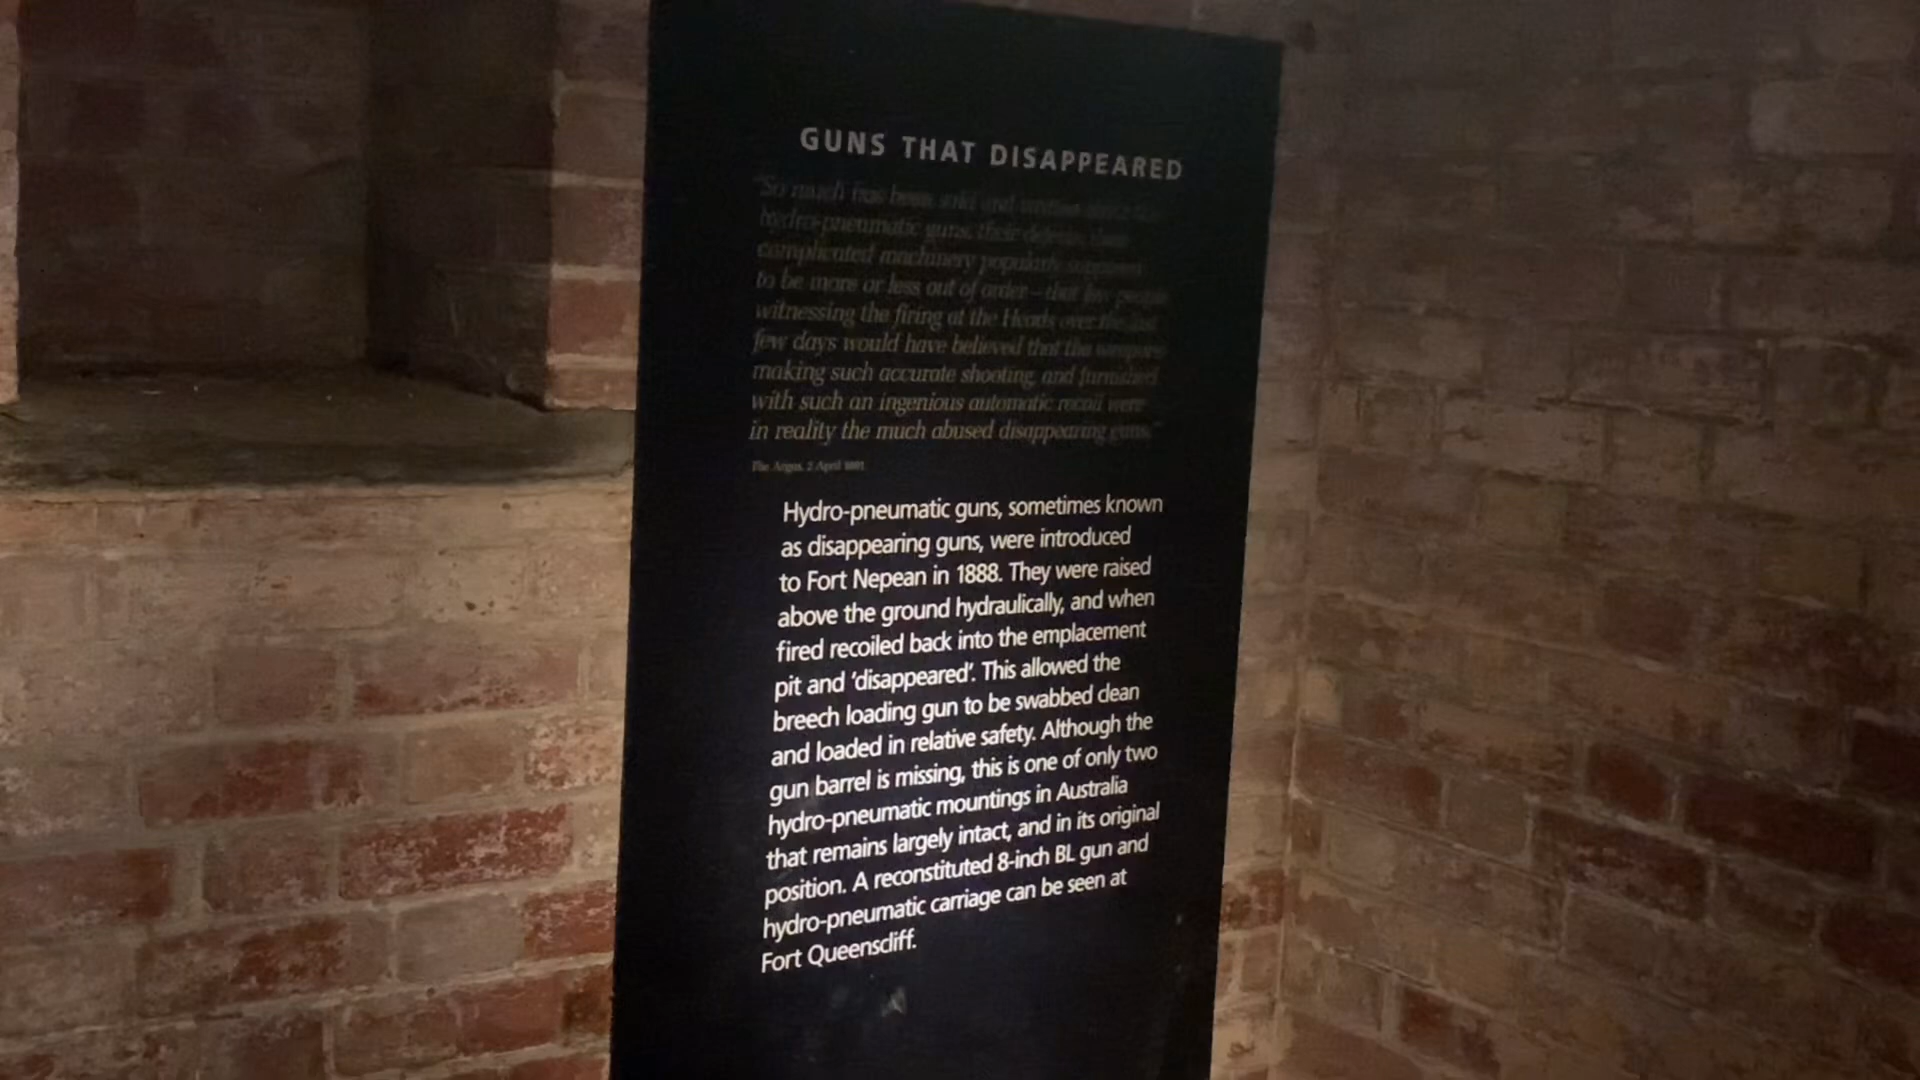 GUNS THAT DISAPPEARED
"So much has been said and
hydro-pneumatic guns, their defects, their
complicated machinery popularly supposed
to be more or less out of order – that few people
witnessing the firing at the Heads over the last
few days would have believed that the weapons
making such accurate shooting, and furnished
with such an ingenious automatic recoil were
in reality the much abused disappearing guns."
The Argus, 2 April
Hydro-pneumatic guns, sometimes known
as disappearing guns, were introduced
to Fort Nepean in 1888. They were raised
above the ground hydraulically, and when
fired recoiled back into the emplacement
pit and ‘disappeared’. This allowed the
breech loading gun to be swabbed clean
and loaded in relative safety. Although the
gun barrel is missing, this is one of only two
hydro-pneumatic mountings in Australia
that remains largely intact, and in its original
position. A reconstituted 8-inch BL gun and
hydro-pneumatic carriage can be seen at
Fort Queenscliff.